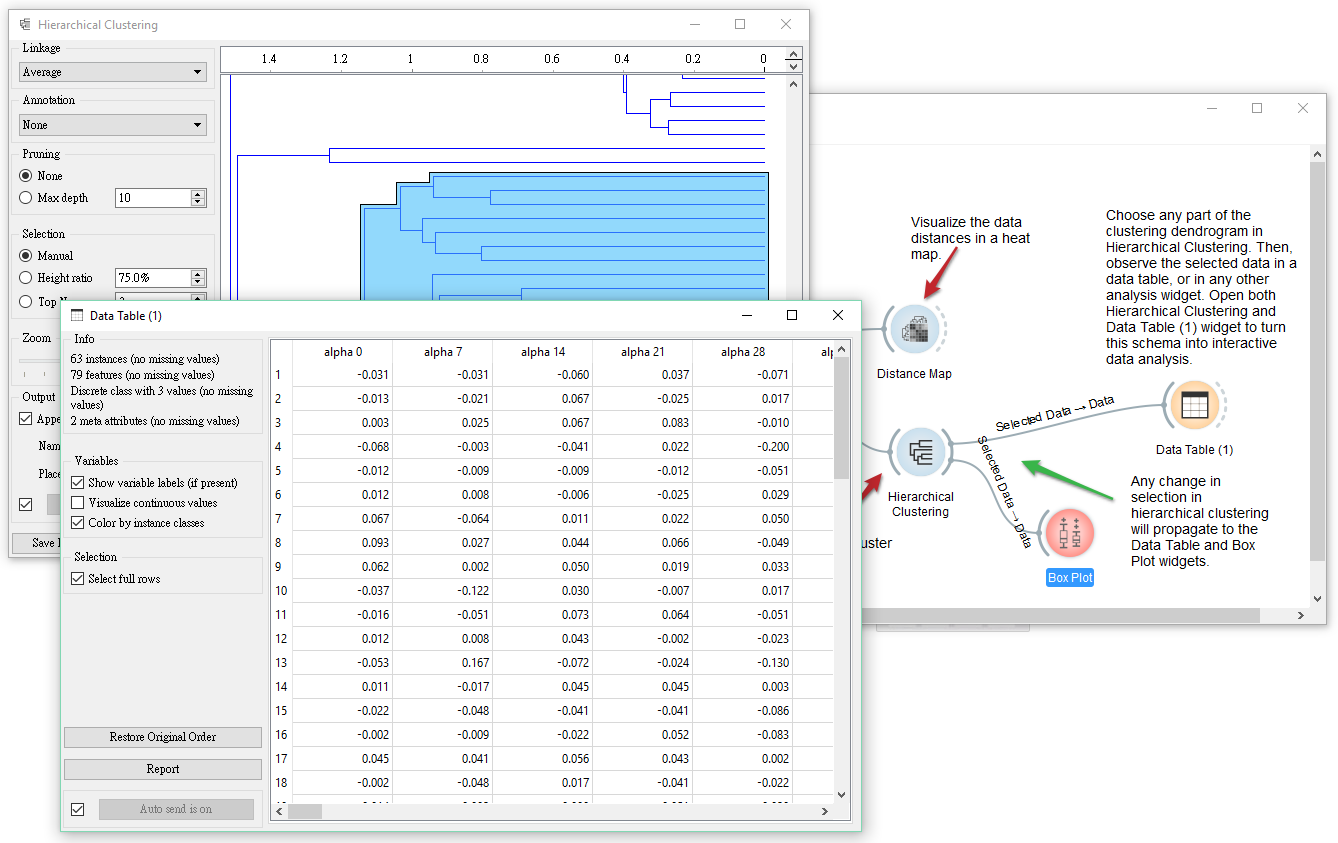 Hierarchical Clustering
Linkage
Average
Annotation
None
Pruning
None
Max depth
10
Selection
Manual
Height ratio
75.0%
Top
Zoom
Output
1.4 1.2 1 0.8 0.6 0.4 0.2 0
Data Table (1)
Info
63 instances (no missing values)
79 features (no missing values)
Discrete class with 3 values (no missing
values)
2 meta attributes (no missing values)
Variables
Show variable labels (if present)
Visualize continuous values
Color by instance classes
Selection
Select full rows
Restore Original Order
Report
Auto send is on
alpha 0 alpha 7 alpha 14 alpha 21 alpha 28
1 -0.031 -0.031 -0.060 0.037 -0.071
2 -0.013 -0.021 0.067 -0.025 0.017
3 0.003 0.025 0.067 0.083 -0.010
4 -0.068 -0.003 -0.041 0.022 -0.200
5 -0.012 -0.009 -0.009 -0.012 -0.051
6 0.012 0.008 -0.006 -0.025 0.029
7 0.067 -0.064 0.011 0.022 0.050
8 0.093 0.027 0.044 0.066 -0.049
9 0.062 0.002 0.050 0.019 0.033
10 -0.037 -0.122 0.030 -0.007 0.017
11 -0.016 -0.051 0.073 0.064 -0.051
12 0.012 0.008 0.043 -0.002 -0.023
13 -0.053 0.167 -0.072 -0.024 -0.130
14 0.011 -0.017 0.045 0.045 0.003
15 -0.022 -0.048 -0.041 -0.041 -0.086
16 -0.002 -0.009 -0.022 0.052 -0.083
17 0.045 0.041 0.056 0.043 0.002
18 -0.002 -0.048 0.017 -0.041 -0.022
Save
Visualize the data
distances in a heat
map.
Distance Map
Choose any part of the
clustering dendrogram in
Hierarchical Clustering. Then,
observe the selected data in a
data table, or in any other
analysis widget. Open both
Hierarchical Clustering and
Data Table (1) widget to turn
this schema into interactive
data analysis.
Selected Data → Data
Data Table (1)
Hierarchical
Clustering
Selected Data → Data
Box Plot
Any change in
selection in
hierarchical clustering
will propagate to the
Data Table and Box
Plot widgets.
uster